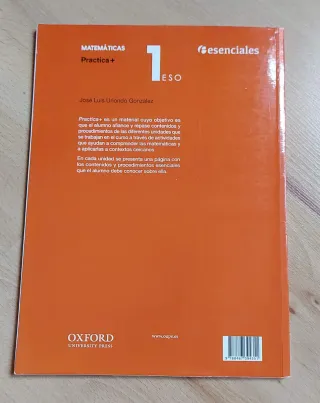 MATEMÁTICAS
Practica +
1 ESO
esenciales
José Luis Uriondo González
Practica+ es un material cuyo objetivo es
que el alumno afiance y repase contenidos y
procedimientos de las diferentes unidades que
se trabajan en el curso a través de actividades
que ayudan a comprender las matemáticas y
a aplicarlas a contextos cercanos.
En cada unidad se presenta una página con
los contenidos y procedimientos esenciales
que el alumno debe conocer sobre ella.
OXFORD
UNIVERSITY PRESS
www.oupe.es